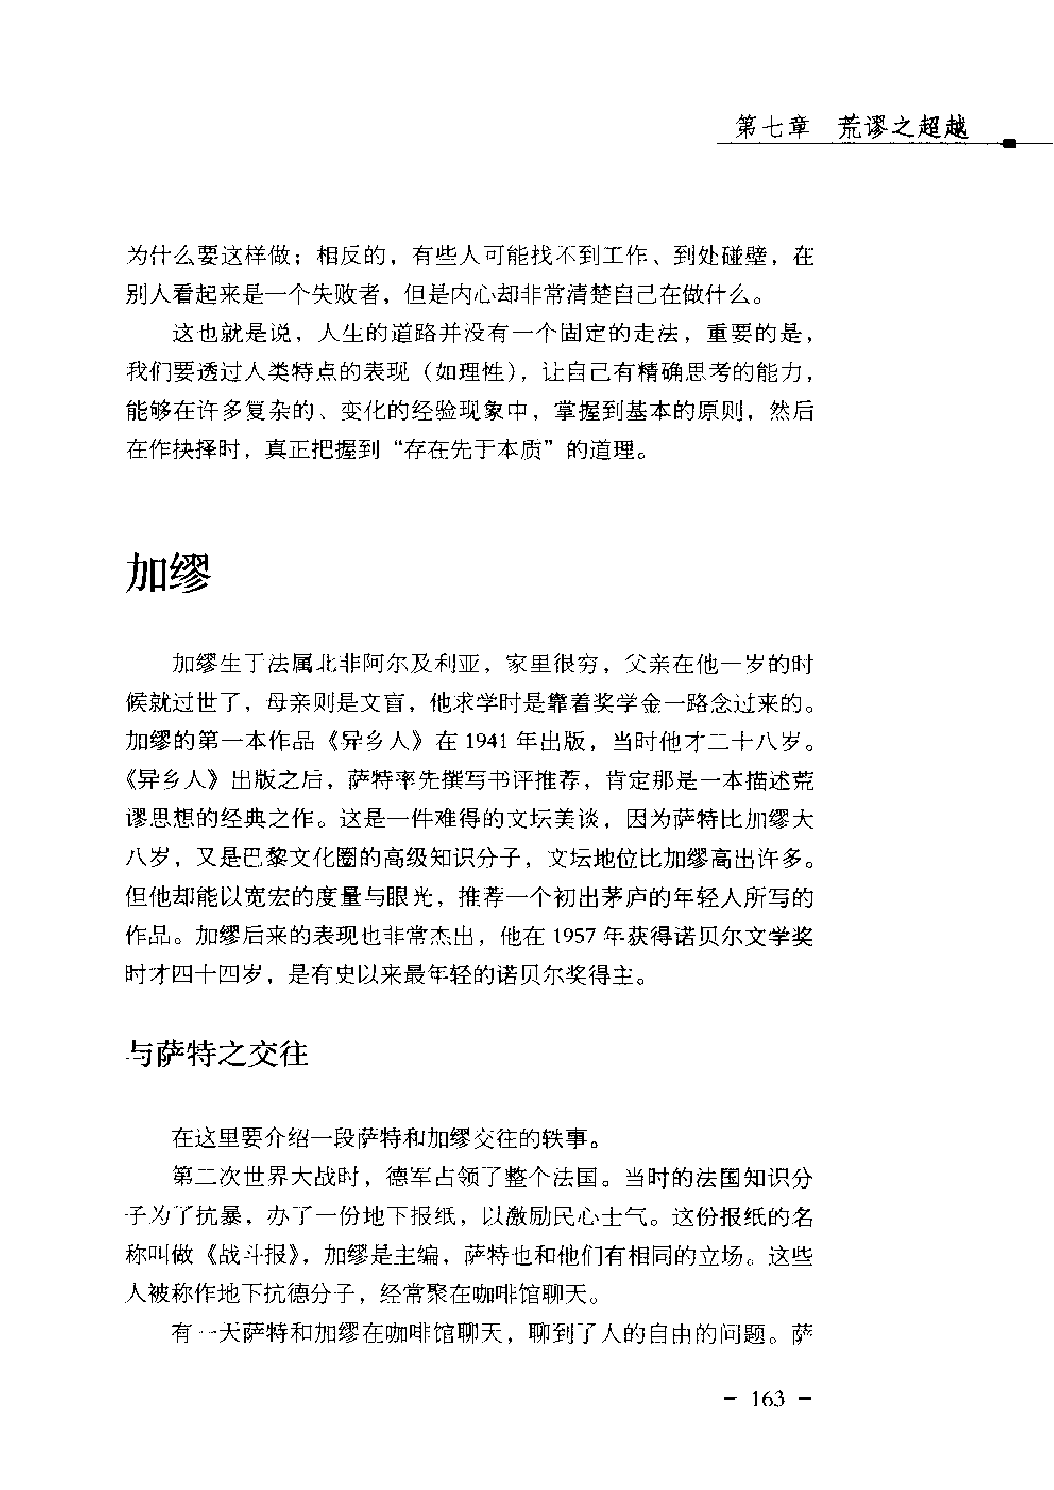 第七章　荒谬之超越
为什么要这样做；相反的，有些人可能找不到工作、到处碰壁，在
别人看起来是一个失败者，但是内心却非常清楚自己在做什么。
这也就是说，人生的道路并没有一个固定的走法，重要的是，
我们要透过人类特点的表现（如理性），让自己有精确思考的能力，
能够在许多复杂的、变化的经验现象中，掌握到基本的原则，然后
在作抉择时，真正把握到“存在先于本质”的道理。
加缪
加缪生于法属北非阿尔及利亚，家里很穷，父亲在他一岁的时
候就过世了，母亲则是文盲，他求学时是靠着奖学金一路念过来的。
加缪的第一本作品《异乡人》在 1941 年出版，当时他才二十八岁。
《异乡人》出版之后，萨特率先撰写书评推荐，肯定那是一本描述荒
谬思想的经典之作。这是一件难得的文坛美谈，因为萨特比加缪大
八岁，又是巴黎文化圈的高级知识分子，文坛地位比加缪高出许多。
但他却能以宽宏的度量与眼光，推荐一个初出茅庐的年轻人所写的
作品。加缪后来的表现也非常杰出，他在 1957 年获得诺贝尔文学奖
时才四十四岁，是有史以来最年轻的诺贝尔奖得主。
与萨特之交往
在这里要介绍一段萨特和加缪交往的轶事。
第二次世界大战时，德军占领了整个法国。当时的法国知识分
子为了抗暴，办了一份地下报纸，以激励民心士气。这份报纸的名
称叫做《战斗报》，加缪是主编，萨特也和他们有相同的立场。这些
人被称作地下抗德分子，经常聚在咖啡馆聊天。
有一天萨特和加缪在咖啡馆聊天，聊到了人的自由的问题。萨
－ 163 －